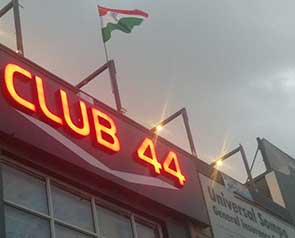 CLUB 44
Universal Sompo
General Insurance